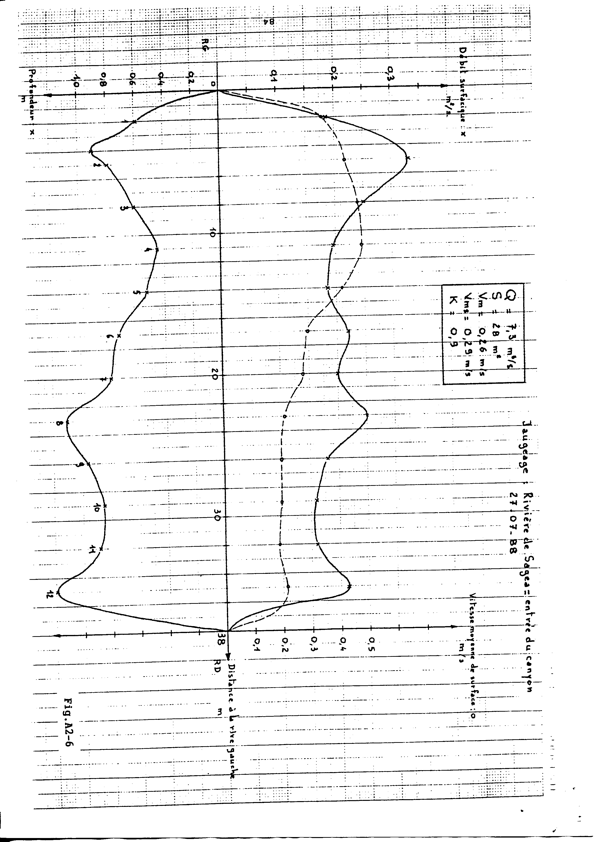 Jaugeage : Rivière de Sagea = entrée du canyon
27-07-88
Débit surfacique : x
m²/s
0,3
0,2
0,1
0
RG
10
20
30
38
RD
Distance à la rive gauche
m
Q = 7,3 m³/s
S = 28 m²
Vm = 0,26 m/s
Vms = 0,29 m/s
K = 0,9
Vitesse moyenne de surface : o
m/s
0,5
0,4
0,3
0,2
0,1
0,2
0,4
0,6
0,8
1,0
Profondeur : x
m
1
2
3
4
5
6
7
8
9
10
11
12
Fig.A2-6
84